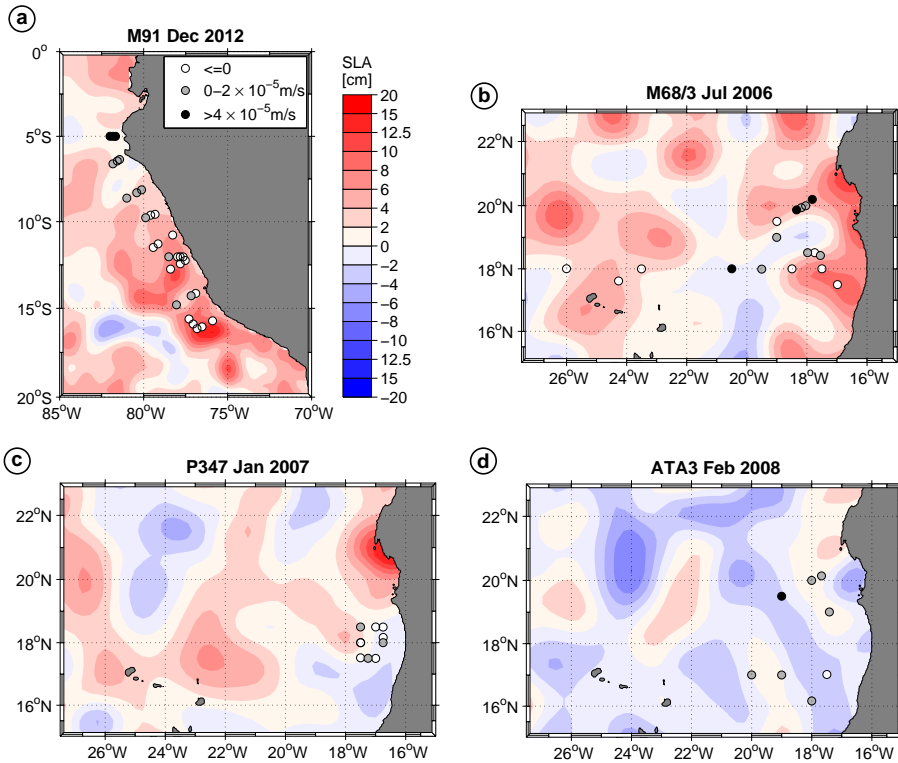 a
M91 Dec 2012
0°
5°S
10°S
15°S
20°S
85°W 80°W 75°W 70°W
<=0
0−2 × 10⁻⁵m/s
>4 × 10⁻⁵m/s
SLA
[cm]
20
15
12.5
10
8
6
4
2
0
−2
−4
−6
−8
−10
12.5
15
−20
b
M68/3 Jul 2006
22°N
20°N
18°N
16°N
26°W 24°W 22°W 20°W 18°W 16°W
c
P347 Jan 2007
22°N
20°N
18°N
16°N
26°W 24°W 22°W 20°W 18°W 16°W
d
ATA3 Feb 2008
22°N
20°N
18°N
16°N
26°W 24°W 22°W 20°W 18°W 16°W